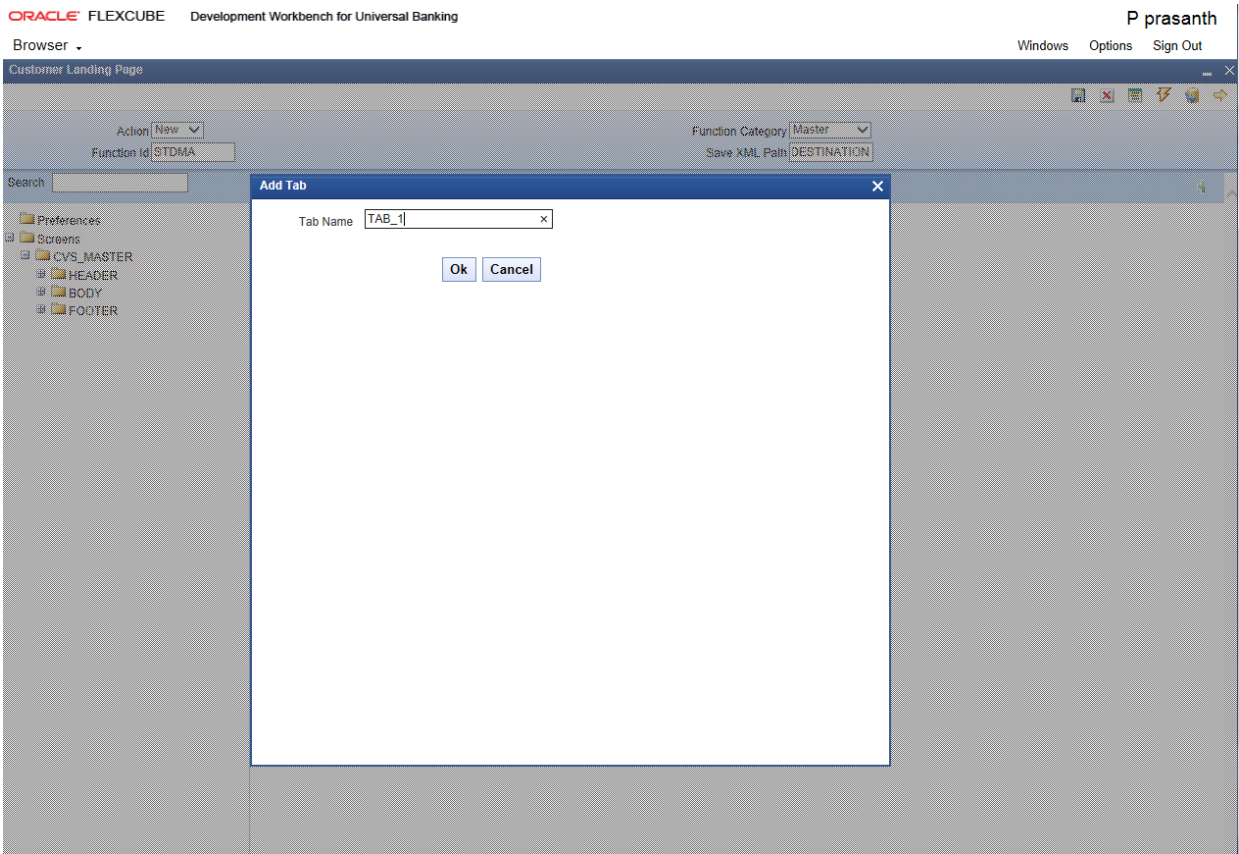 ORACLE FLEXCUBE Development Workbench for Universal Banking P prasanth
Browser Windows Options Sign Out
Customer Landing Page
Action New Function Category Master
Function Id STDMA Save XML Path DESTINATION
Search
Add Tab
Tab Name TAB_1
Ok Cancel
Preferences
Screens
CVS_MASTER
HEADER
BODY
FOOTER